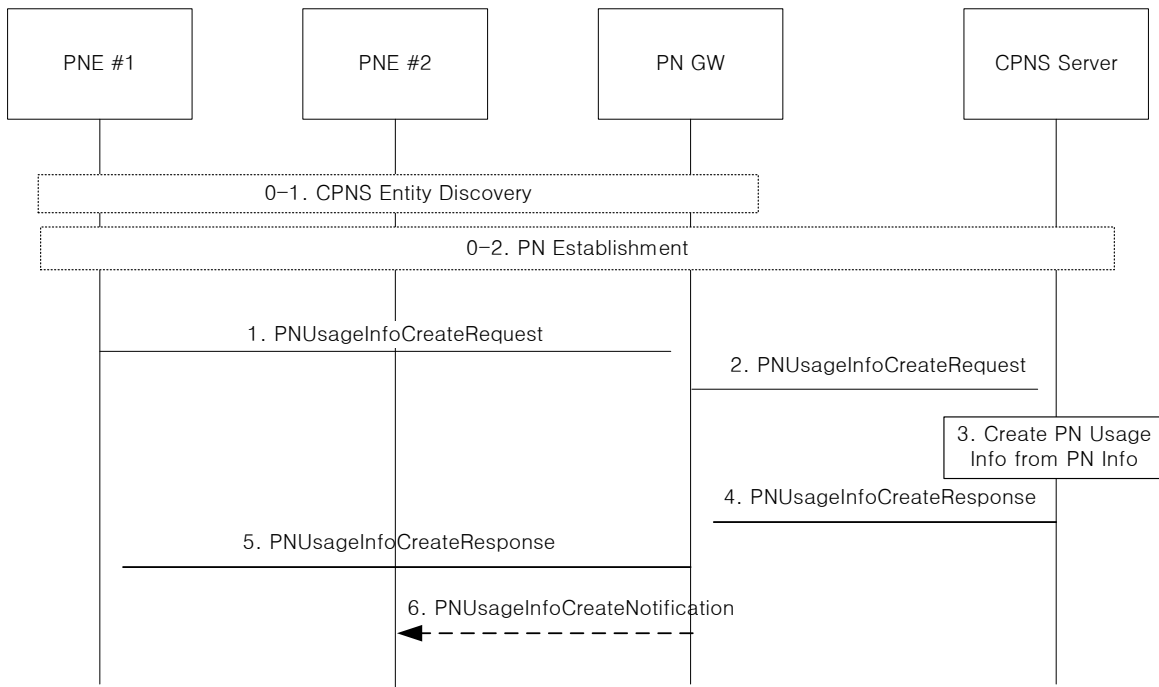 PNE #1
PNE #2
PN GW
CPNS Server
0-1. CPNS Entity Discovery
0-2. PN Establishment
1. PNUsageInfoCreateRequest
2. PNUsageInfoCreateRequest
3. Create PN Usage
Info from PN Info
4. PNUsageInfoCreateResponse
5. PNUsageInfoCreateResponse
6. PNUsageInfoCreateNotification